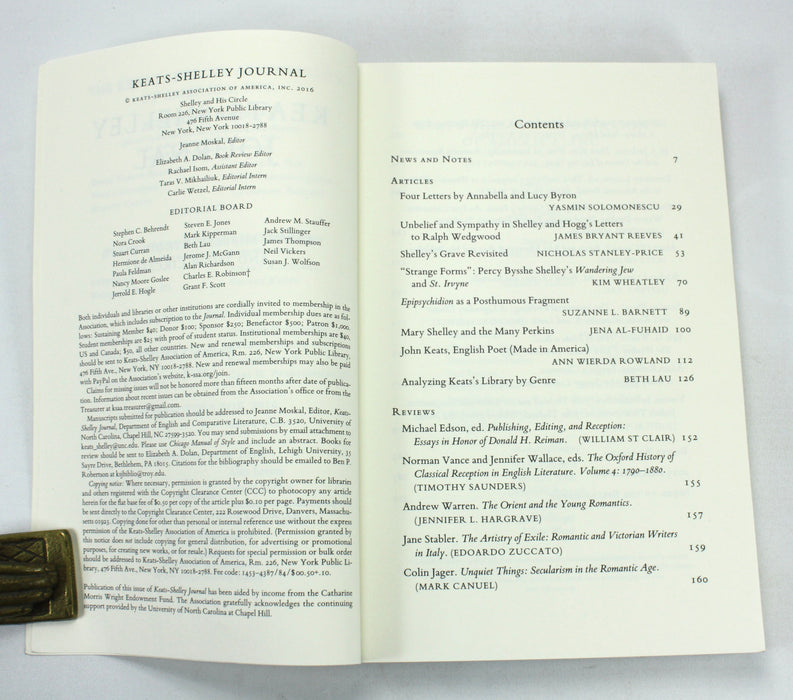 KEATS-SHELLEY JOURNAL
© KEATS-SHELLEY ASSOCIATION OF AMERICA, INC. 2016
Shelley and His Circle
Room 226, New York Public Library
476 Fifth Avenue
New York, New York 10018-2788
Jeanne Moskal, Editor
Elizabeth A. Dolan, Book Review Editor
Rachael Isom, Assistant Editor
Taras V. Mikhailiuk, Editorial Intern
Carlie Wetzel, Editorial Intern
EDITORIAL BOARD
Stephen C. Behrendt
Nora Crook
Stuart Curran
Hermione de Almeida
Paula Feldman
Nancy Moore Goslee
Jerrold E. Hogle
Steven E. Jones
Mark Kipperman
Beth Lau
Jerome J. McGann
Alan Richardson
Charles E. Robinson†
Grant F. Scott
Andrew M. Stauffer
Jack Stillinger
James Thompson
Neil Vickers
Susan J. Wolfson
Both individuals and libraries or other institutions are cordially invited to membership in the
Association, which includes subscription to the Journal. Individual membership dues are as fol-
lows: Sustaining Member $40; Donor $100; Sponsor $250; Benefactor $500; Patron $1,000.
Student memberships are $25 with proof of student status. Institutional memberships are $40,
US and Canada; $50, all other countries. New and renewal memberships and subscriptions
should be sent to Keats-Shelley Association of America, Rm. 226, New York Public Library,
476 Fifth Ave., New York, NY 10018-2788. New and renewal memberships may also be paid
with PayPal on the Association's website, k-saa.org/join.
Claims for missing issues will not be honored more than fifteen months after date of publica-
tion. Information about recent issues can be obtained from the Association's office or from the
Treasurer at ksaa.treasurer@gmail.com.
Manuscripts submitted for publication should be addressed to Jeanne Moskal, Editor, Keats-
Shelley Journal, Department of English and Comparative Literature, C.B. 3520, University of
North Carolina, Chapel Hill, NC 27599-3520. You may send submissions by email attachment to
keats_shelley@unc.edu. Please use Chicago Manual of Style and include an abstract. Books for
review should be sent to Elizabeth A. Dolan, Department of English, Lehigh University, 35
Sayre Drive, Bethlehem, PA 18015. Citations for the bibliography should be emailed to Ben P.
Robertson at
Copying notice: Where necessary, permission is granted by the copyright owner for libraries
and others registered with the Copyright Clearance Center (CCC) to photocopy any article
herein for the flat base fee of $0.50 per copy of the article plus $0.10 per page. Payments should
be sent directly to the Copyright Clearance Center, 222 Rosewood Drive, Danvers, Massachu-
setts 01923. Copying done for other than personal or internal reference use without the express
permission of the Keats-Shelley Association of America is prohibited. (Permission granted by
this notice does not include copying for general distribution, for advertising or promotional
purposes, for creating new works, or for resale.) Requests for special permission or bulk order
should be addressed to Keats-Shelley Association of America, Rm. 226, New York Public Li-
brary, 476 Fifth Ave., New York, NY 10018-2788. Fee code: 1453-4387/84/$00.50+.10.
Publication of this issue of Keats-Shelley Journal has been aided by income from the Catharine
Morris Wright Endowment Fund. The Association gratefully acknowledges the continuing
support provided by the University of North Carolina at Chapel Hill.
Contents
NEWS AND NOTES 7
ARTICLES
Four Letters by Annabella and Lucy Byron
YASMIN SOLOMONESCU 29
Unbelief and Sympathy in Shelley and Hogg's Letters
to Ralph Wedgwood JAMES BRYANT REEVES 41
Shelley's Grave Revisited NICHOLAS STANLEY-PRICE 53
"Strange Forms": Percy Bysshe Shelley's Wandering Jew
and St. Irvyne KIM WHEATLEY 70
Epipsychidion as a Posthumous Fragment
SUZANNE L. BARNETT 89
Mary Shelley and the Many Perkins JENA AL-FUHAID 100
John Keats, English Poet (Made in America)
ANN WIERDA ROWLAND 112
Analyzing Keats's Library by Genre BETH LAU 126
REVIEWS
Michael Edson, ed. Publishing, Editing, and Reception:
Essays in Honor of Donald H. Reiman. (WILLIAM ST CLAIR) 152
Norman Vance and Jennifer Wallace, eds. The Oxford History of
Classical Reception in English Literature. Volume 4: 1790–1880.
(TIMOTHY SAUNDERS) 155
Andrew Warren. The Orient and the Young Romantics.
(JENNIFER L. HARGRAVE) 157
Jane Stabler. The Artistry of Exile: Romantic and Victorian Writers
in Italy. (EDOARDO ZUCCATO) 159
Colin Jager. Unquiet Things: Secularism in the Romantic Age.
(MARK CANUEL) 160